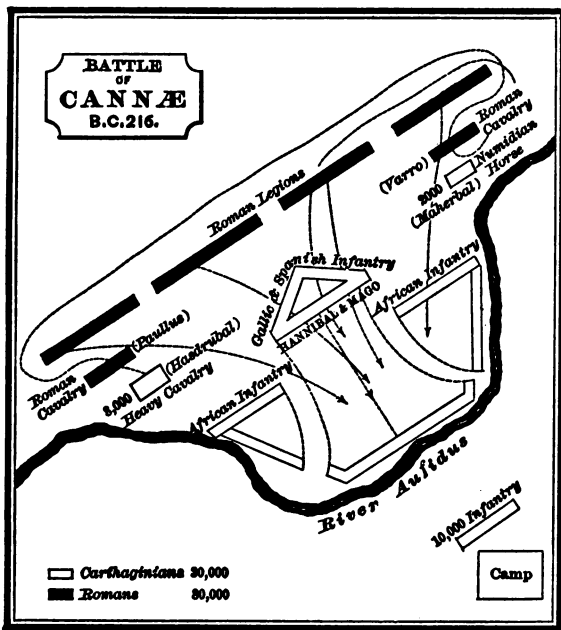 BATTLE
OF
CANNÆ
B.C. 216.
Roman Legions
Roman
Cavalry
(Varro)
Numidian
Horse
2000
(Maherbal)
Gallic & Spanish Infantry
HANNIBAL & MAGO
African Infantry
(Paullus)
Roman
Cavalry
(Hasdrubal)
8,000
Heavy Cavalry
African Infantry
River Aufidus
10,000 Infantry
Camp
Carthaginians 30,000
Romans 80,000